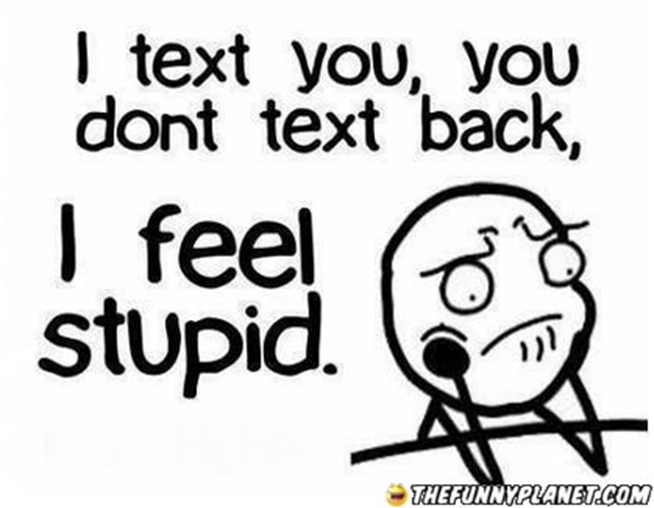 I text you, you
dont text back,
I feel
stupid.
THEFUNNYPLANET.COM